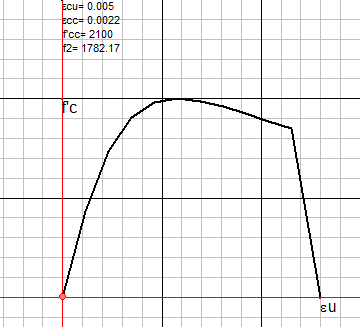 εcu= 0.005
εcc= 0.0022
f'cc= 2100
f2= 1782.17
f'c
εu